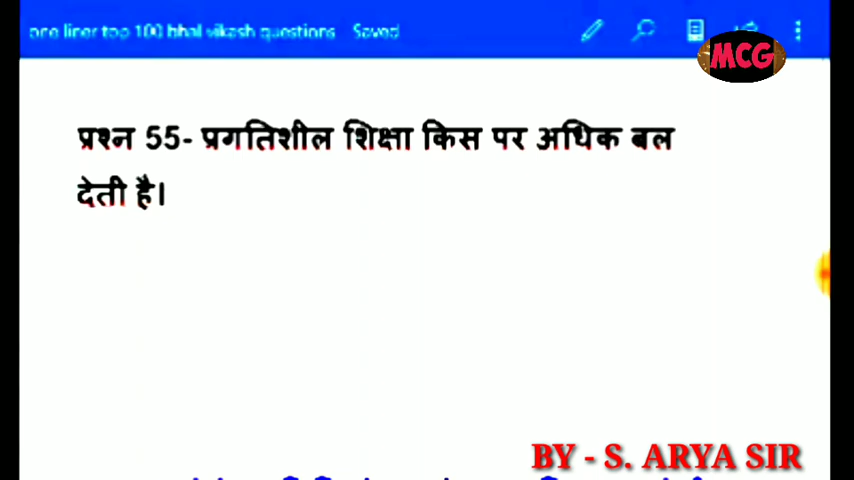 one liner top 100 bhal vikash questions Saved
MCG
प्रश्न 55- प्रगतिशील शिक्षा किस पर अधिक बल
देती है।
BY - S. ARYA SIR